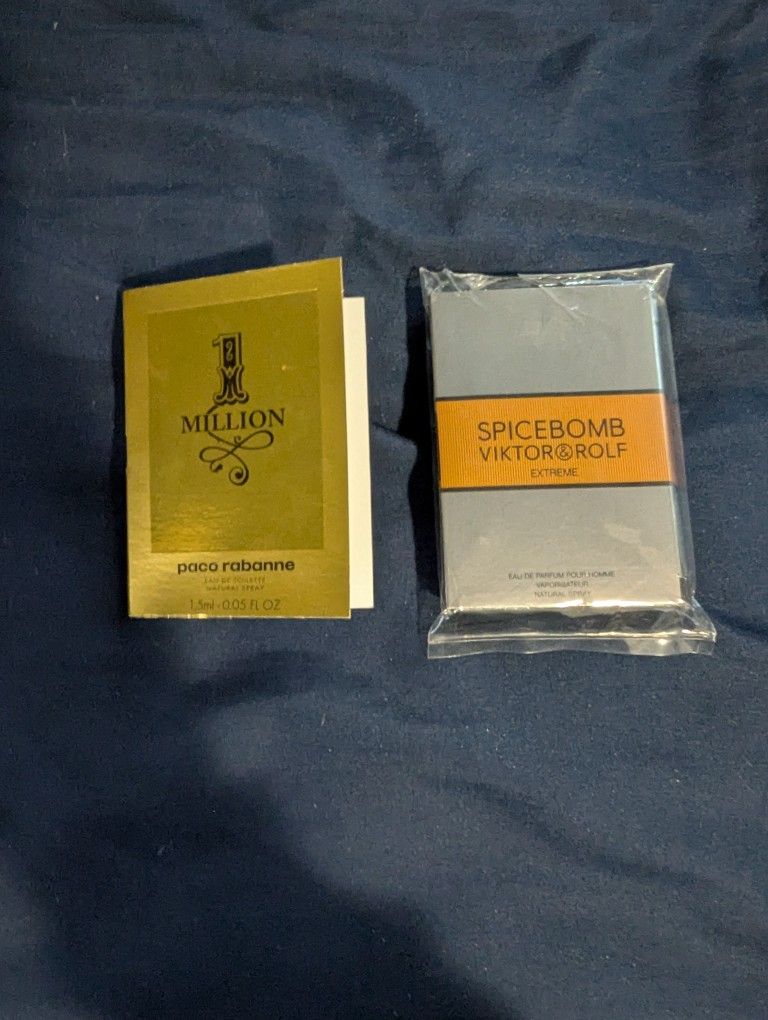 1
MILLION
paco rabanne
EAU DE TOILETTE
NATURAL SPRAY
1,5ml - 0.05 FL OZ
SPICEBOMB
VIKTOR&ROLF
EXTREME
EAU DE PARFUM POUR HOMME
VAPORISATEUR
NATURAL SPRAY